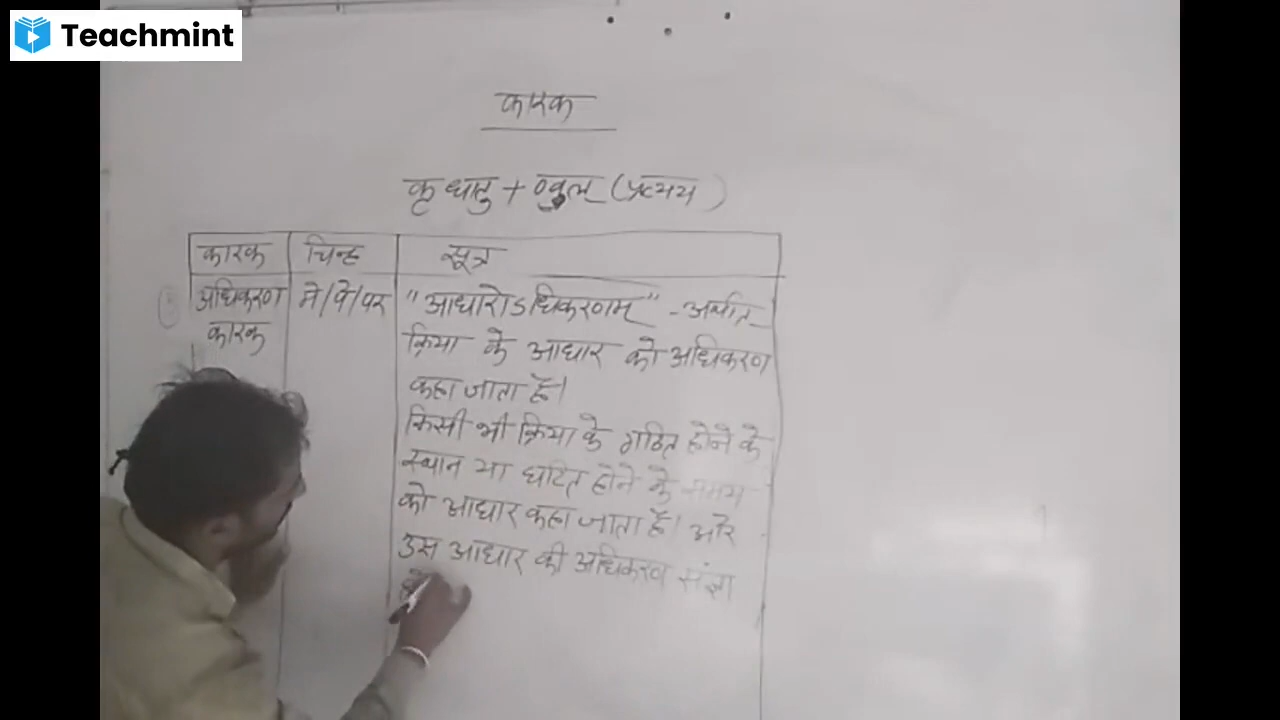 Teachmint
कारक
कृ धातु + ण्वुल् (प्रत्यय)
कारक चिन्ह सूत्र
अधिकरण कारक
में/पे/पर
"आधारोऽधिकरणम्" - अर्थात्
क्रिया के आधार को अधिकरण
कहा जाता है।
किसी भी क्रिया के गठित होने के
स्थान या घटित होने के समय
को आधार कहा जाता है। और
उस आधार की अधिकरण संज्ञा